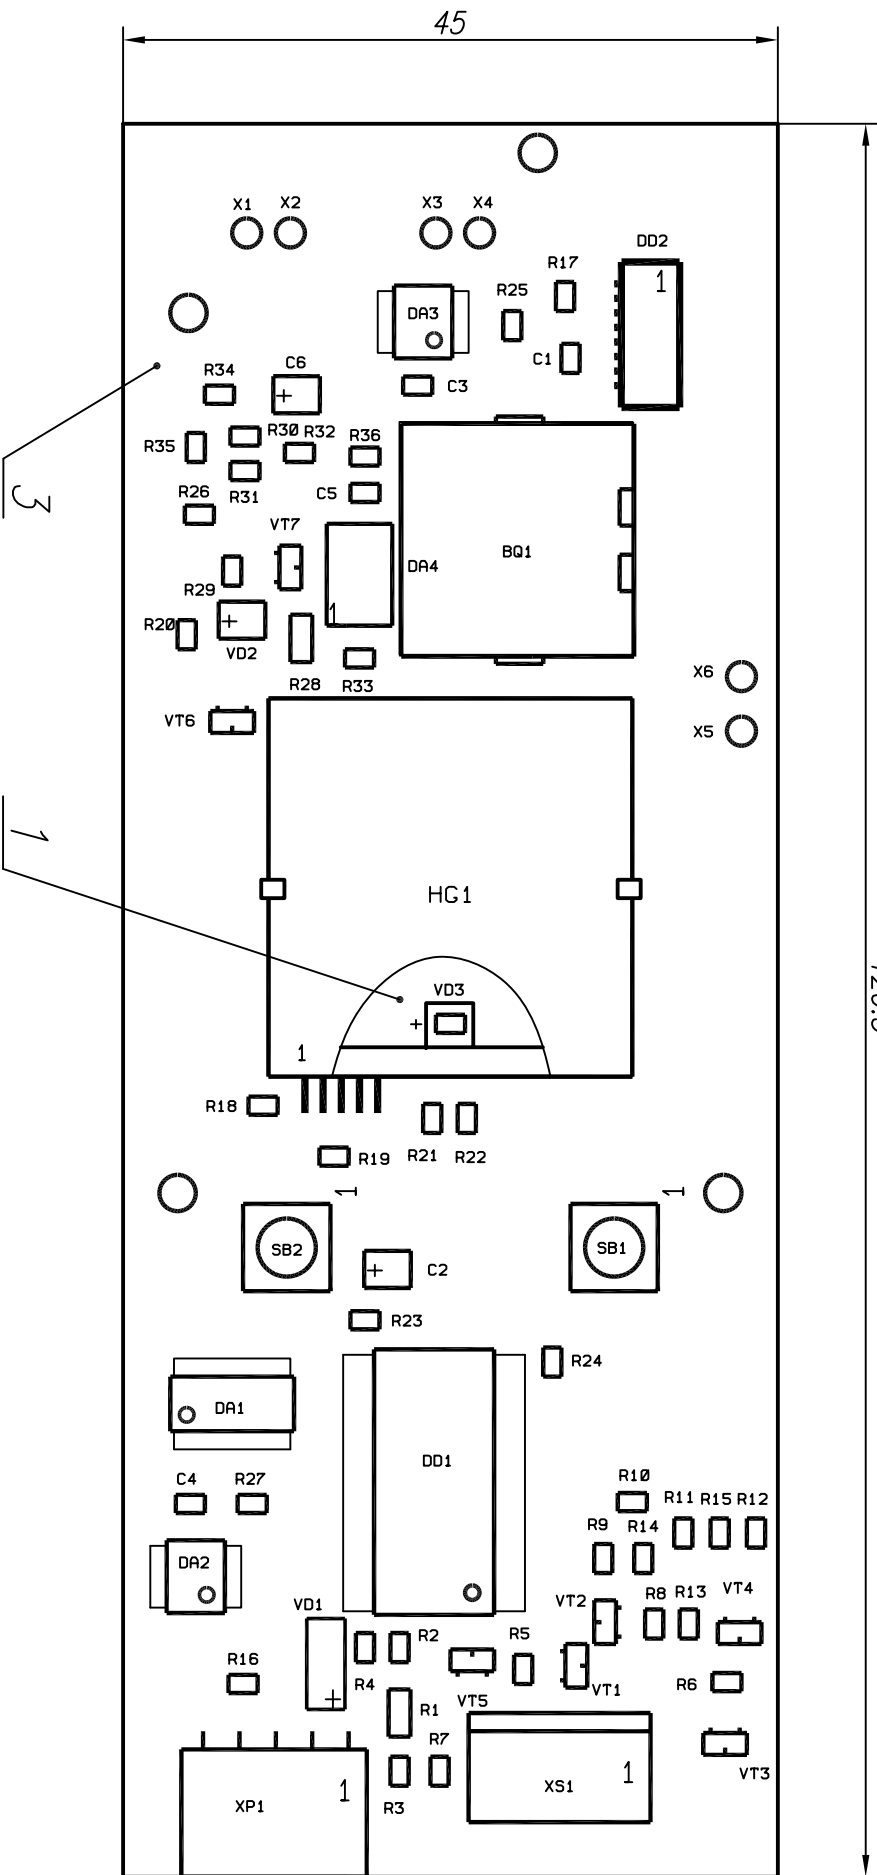 45
X1 X2 X3 X4
DD2
1
R17
R25
DA3
C1
R34 C6 C3
R35 R30 R32 R36
R31
3
R26 C5
VT7
BQ1
DA4
R29
1
R20
VD2
R28 R33
X6
VT6
X5
1
HG1
VD3
+
1
R18
R19 R21 R22
1 1
SB2 SB1
C2
R23
R24
DA1
DD1
C4 R27 R10
R11 R15 R12
R9 R14
DA2
VT2 R8 R13 VT4
VD1
R2 R5
R16 R4
VT1 R6
VT5
R1
R7
VT3
XS1 1
XP1 1
R3